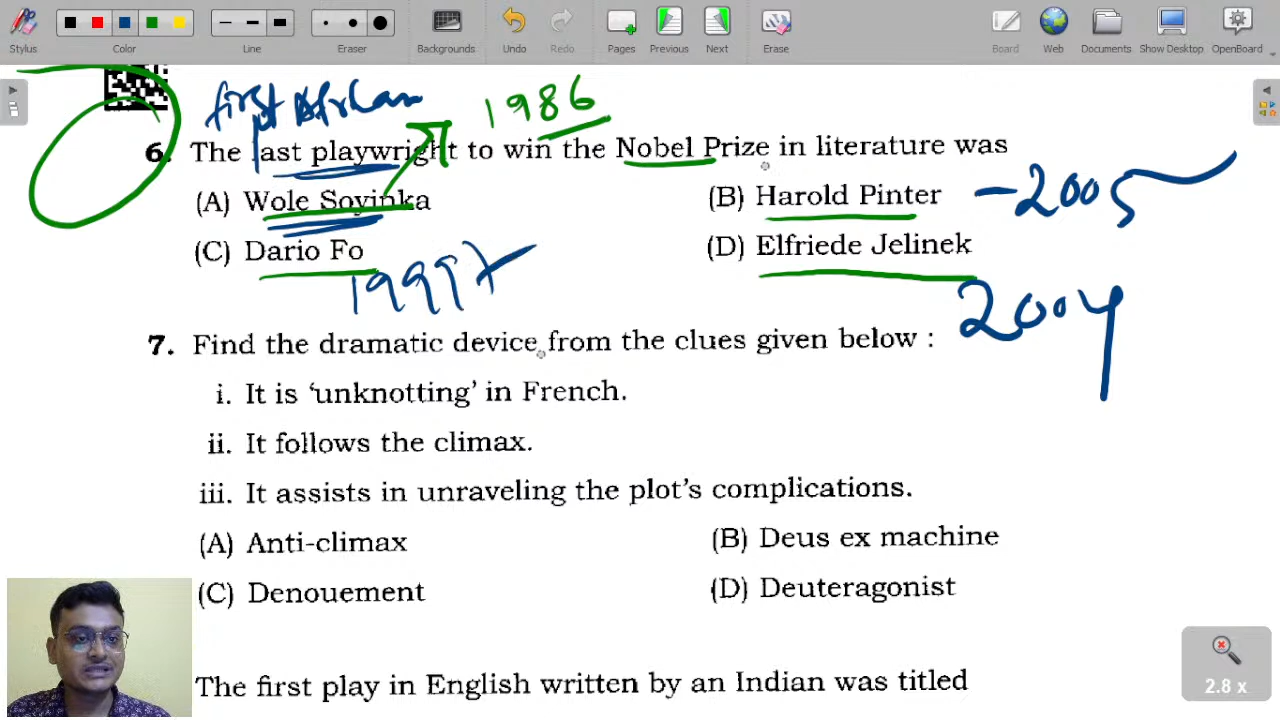 Stylus Color Line Eraser Backgrounds Undo Redo Pages Previous Next Erase Board Web Documents Show Desktop OpenBoard
first African 1986
6. The last playwright to win the Nobel Prize in literature was
(A) Wole Soyinka (B) Harold Pinter - 2005
(C) Dario Fo (D) Elfriede Jelinek
1997 2004
7. Find the dramatic device from the clues given below :
i. It is ‘unknotting’ in French.
ii. It follows the climax.
iii. It assists in unraveling the plot’s complications.
(A) Anti-climax (B) Deus ex machine
(C) Denouement (D) Deuteragonist
The first play in English written by an Indian was titled
2.8 x